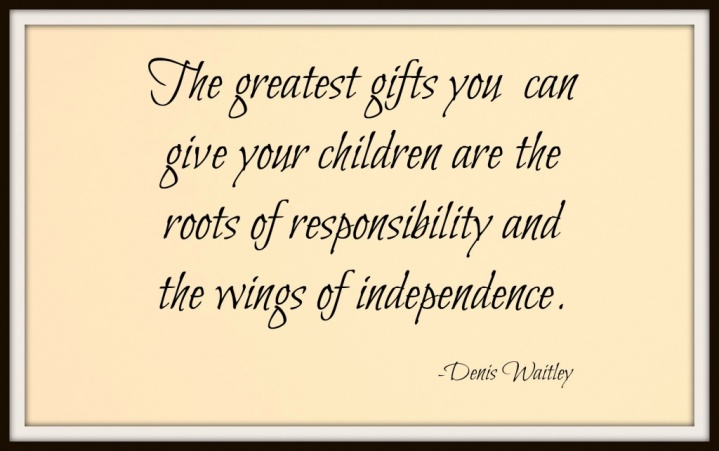 The greatest gifts you can
give your children are the
roots of responsibility and
the wings of independence.
-Denis Waitley